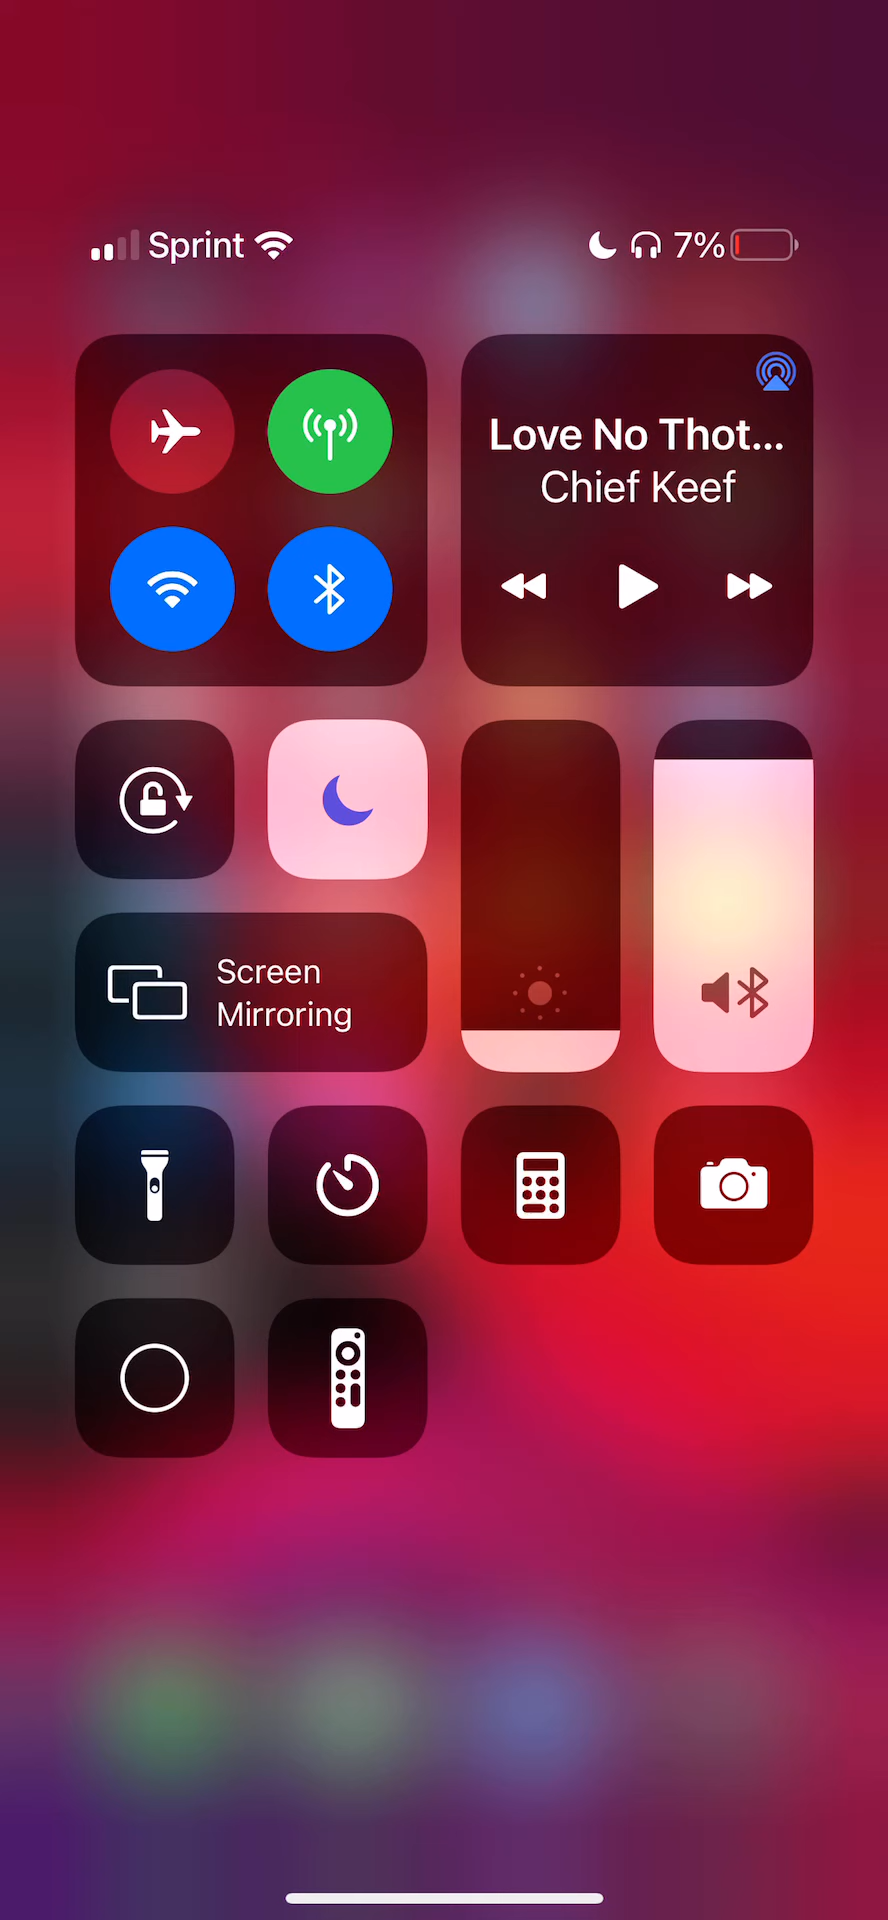 Sprint
7%
Love No Thot...
Chief Keef
Screen
Mirroring